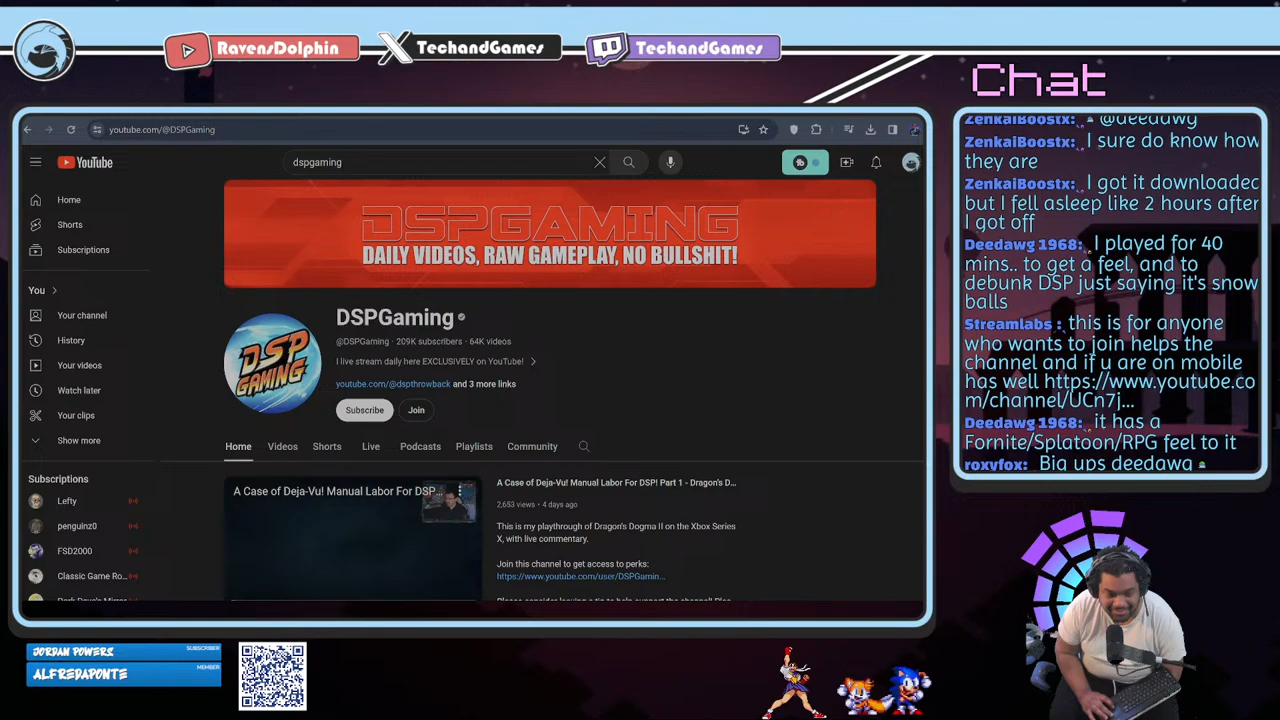 RavensDolphin
TechandGames
TechandGames
Chat
youtube.com/@DSPGaming
YouTube
dspgaming
Home
Shorts
Subscriptions
You
Your channel
History
Your videos
Watch later
Your clips
Show more
Subscriptions
Lefty
penguinz0
FSD2000
Classic Game Ro...
Dark Dave's Mirror
DSPGAMING
DAILY VIDEOS, RAW GAMEPLAY, NO BULLSHIT!
DSP GAMING
DSPGaming
@DSPGaming · 209K subscribers · 64K videos
I live stream daily here EXCLUSIVELY on YouTube!
youtube.com/@dspthrowback and 3 more links
Subscribe
Join
Home
Videos
Shorts
Live
Podcasts
Playlists
Community
A Case of Deja-Vu! Manual Labor For DSP...
A Case of Deja-Vu! Manual Labor For DSP! Part 1 - Dragon's D...
2,653 views • 4 days ago
This is my playthrough of Dragon's Dogma II on the Xbox Series
X, with live commentary.
Join this channel to get access to perks:
https://www.youtube.com/user/DSPGamin...
ZenkaiBoostx: @deedawg
ZenkaiBoostx: I sure do know how
they are
ZenkaiBoostx: I got it downloaded
but I fell asleep like 2 hours after
I got off
Deedawg 1968: I played for 40
mins.. to get a feel, and to
debunk DSP just saying it's snow
balls
Streamlabs : this is for anyone
who wants to join helps the
channel and if u are on mobile
has well https://www.youtube.co
m/channel/UCn7j...
Deedawg 1968: it has a
Fornite/Splatoon/RPG feel to it
roxyfox: Big ups deedawg
JORDAN POWERS
SUBSCRIBER
ALFREDAPONTE
MEMBER